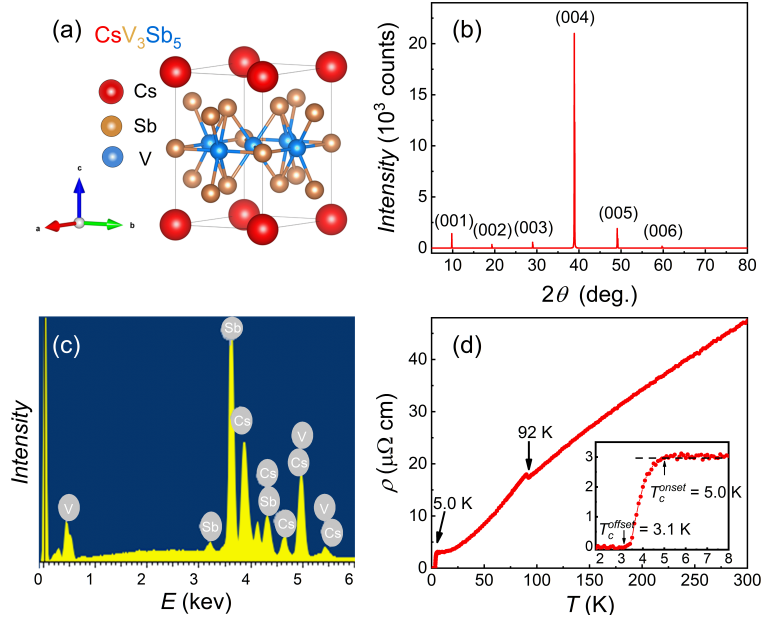 (a) CsV₃Sb₅
Cs
Sb
V
c
a
b
(b)
Intensity (10³ counts)
20
15
10
5
0
(001)
(002)
(003)
(004)
(005)
(006)
10 20 30 40 50 60 70 80
2θ (deg.)
(c)
Intensity
V
Sb
Sb
Cs
Cs
Sb
Cs
V
Cs
V
Cs
0 1 2 3 4 5 6
E (kev)
(d)
ρ (μΩ cm)
40
30
20
10
0
5.0 K
92 K
3
2
1
0
T_c^onset = 5.0 K
T_c^offset = 3.1 K
2 3 4 5 6 7 8
0 50 100 150 200 250 300
T (K)